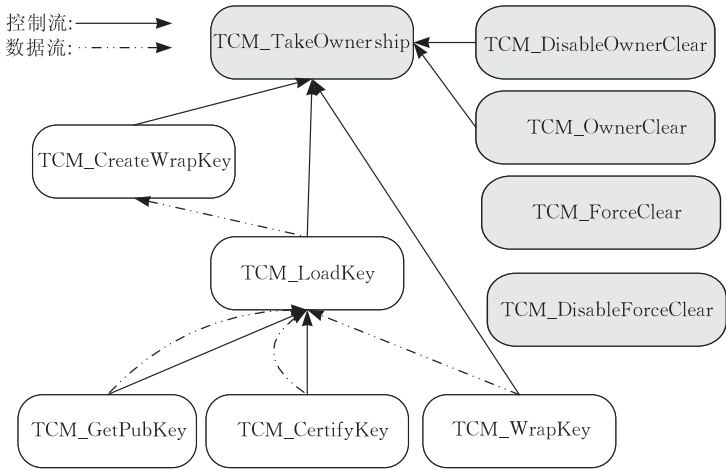 控制流:
数据流:
TCM_TakeOwnership
TCM_DisableOwnerClear
TCM_OwnerClear
TCM_CreateWrapKey
TCM_ForceClear
TCM_LoadKey
TCM_DisableForceClear
TCM_GetPubKey
TCM_CertifyKey
TCM_WrapKey